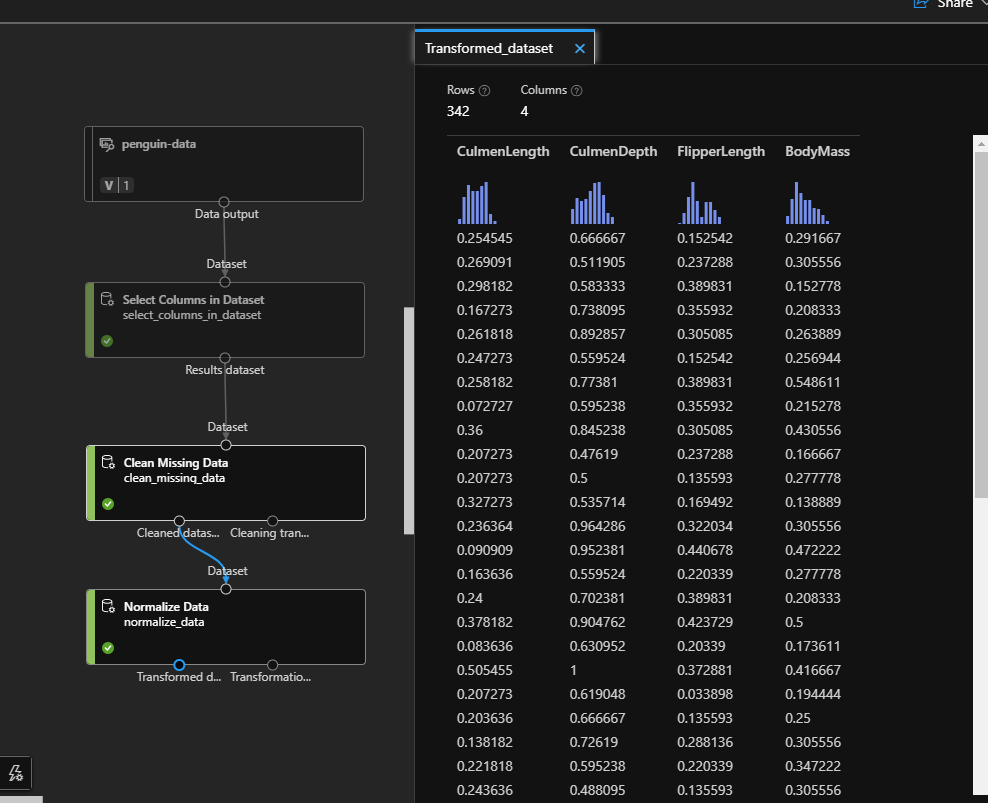 Share
Transformed_dataset
Rows
Columns
342
4
penguin-data
V 1
Data output
Dataset
Select Columns in Dataset
select_columns_in_dataset
Results dataset
Dataset
Clean Missing Data
clean_missing_data
Cleaned datas... Cleaning tran...
Dataset
Normalize Data
normalize_data
Transformed d... Transformatio...
CulmenLength CulmenDepth FlipperLength BodyMass
0.254545 0.666667 0.152542 0.291667
0.269091 0.511905 0.237288 0.305556
0.298182 0.583333 0.389831 0.152778
0.167273 0.738095 0.355932 0.208333
0.261818 0.892857 0.305085 0.263889
0.247273 0.559524 0.152542 0.256944
0.258182 0.77381 0.389831 0.548611
0.072727 0.595238 0.355932 0.215278
0.36 0.845238 0.305085 0.430556
0.207273 0.47619 0.237288 0.166667
0.207273 0.5 0.135593 0.277778
0.327273 0.535714 0.169492 0.138889
0.236364 0.964286 0.322034 0.305556
0.090909 0.952381 0.440678 0.472222
0.163636 0.559524 0.220339 0.277778
0.24 0.702381 0.389831 0.208333
0.378182 0.904762 0.423729 0.5
0.083636 0.630952 0.20339 0.173611
0.505455 1 0.372881 0.416667
0.207273 0.619048 0.033898 0.194444
0.203636 0.666667 0.135593 0.25
0.138182 0.72619 0.288136 0.305556
0.221818 0.595238 0.220339 0.347222
0.243636 0.488095 0.135593 0.305556